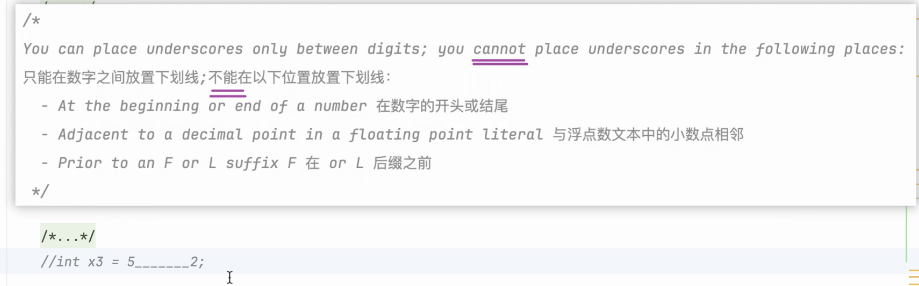 /*
You can place underscores only between digits; you cannot place underscores in the following places:
只能在数字之间放置下划线;不能在以下位置放置下划线:
- At the beginning or end of a number 在数字的开头或结尾
- Adjacent to a decimal point in a floating point literal 与浮点数文本中的小数点相邻
- Prior to an F or L suffix F 在 or L 后缀之前
*/
/*...*/
//int x3 = 5_______2;